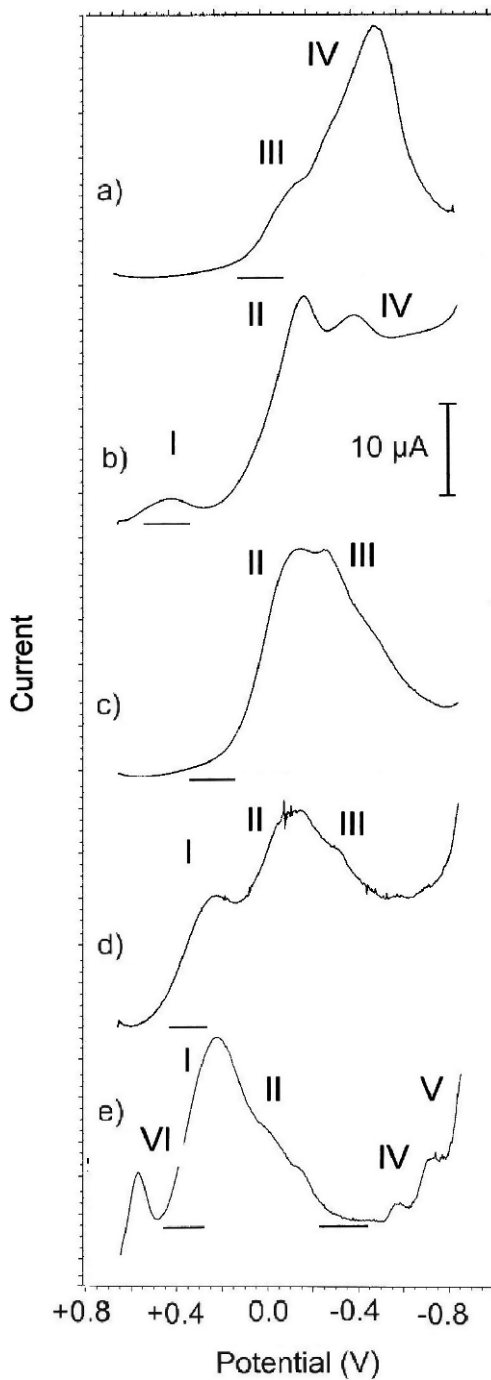 IV
III
a)
II
IV
I
10 µA
b)
II
III
Current
c)
II
III
I
d)
I
II
e)
V
VI
IV
+0.8 +0.4 0.0 -0.4 -0.8
Potential (V)